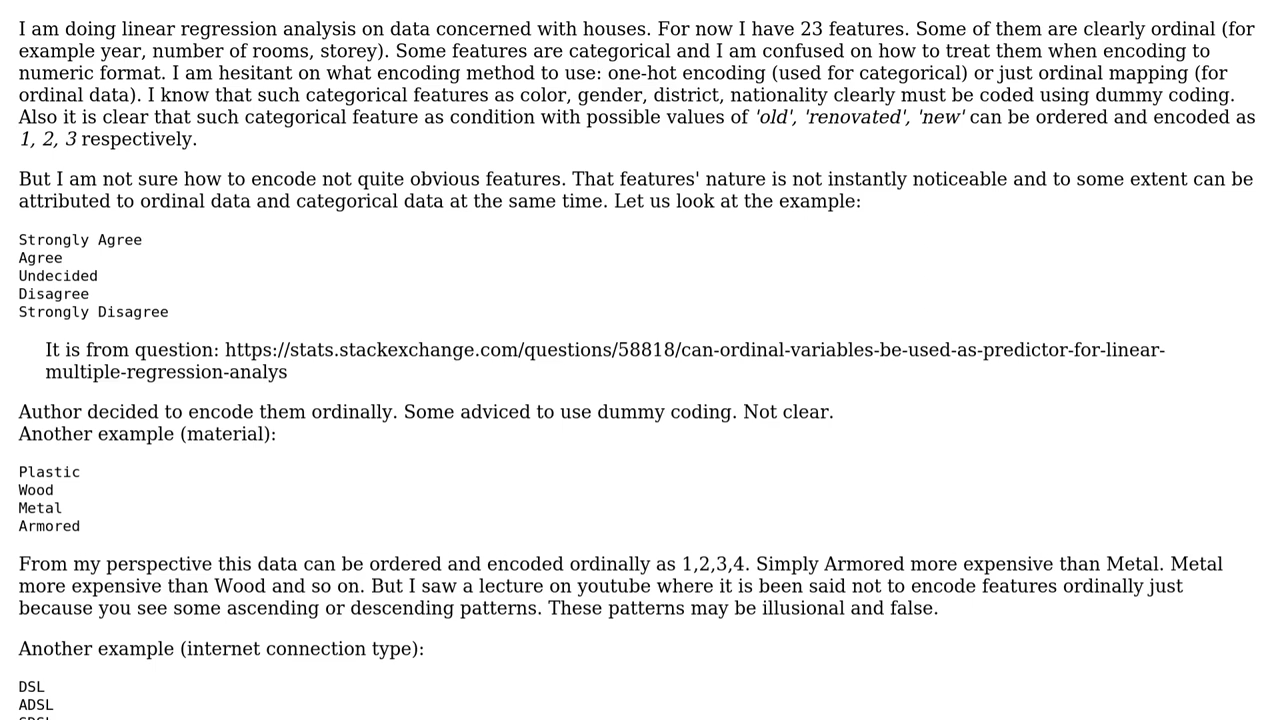 I am doing linear regression analysis on data concerned with houses. For now I have 23 features. Some of them are clearly ordinal (for
example year, number of rooms, storey). Some features are categorical and I am confused on how to treat them when encoding to
numeric format. I am hesitant on what encoding method to use: one-hot encoding (used for categorical) or just ordinal mapping (for
ordinal data). I know that such categorical features as color, gender, district, nationality clearly must be coded using dummy coding.
Also it is clear that such categorical feature as condition with possible values of 'old', 'renovated', 'new' can be ordered and encoded as
1, 2, 3 respectively.
But I am not sure how to encode not quite obvious features. That features' nature is not instantly noticeable and to some extent can be
attributed to ordinal data and categorical data at the same time. Let us look at the example:
Strongly Agree
Agree
Undecided
Disagree
Strongly Disagree
It is from question: https://stats.stackexchange.com/questions/58818/can-ordinal-variables-be-used-as-predictor-for-linear-
multiple-regression-analys
Author decided to encode them ordinally. Some adviced to use dummy coding. Not clear.
Another example (material):
Plastic
Wood
Metal
Armored
From my perspective this data can be ordered and encoded ordinally as 1,2,3,4. Simply Armored more expensive than Metal. Metal
more expensive than Wood and so on. But I saw a lecture on youtube where it is been said not to encode features ordinally just
because you see some ascending or descending patterns. These patterns may be illusional and false.
Another example (internet connection type):
DSL
ADSL